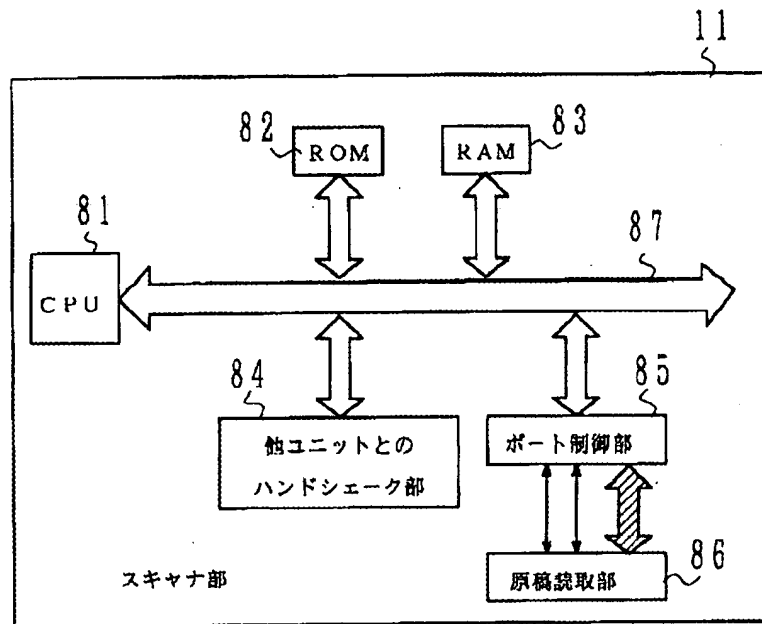 11
82
ROM
83
RAM
81
CPU
87
84
他ユニットとの
ハンドシェーク部
85
ポート制御部
スキャナ部
原稿読取部
86